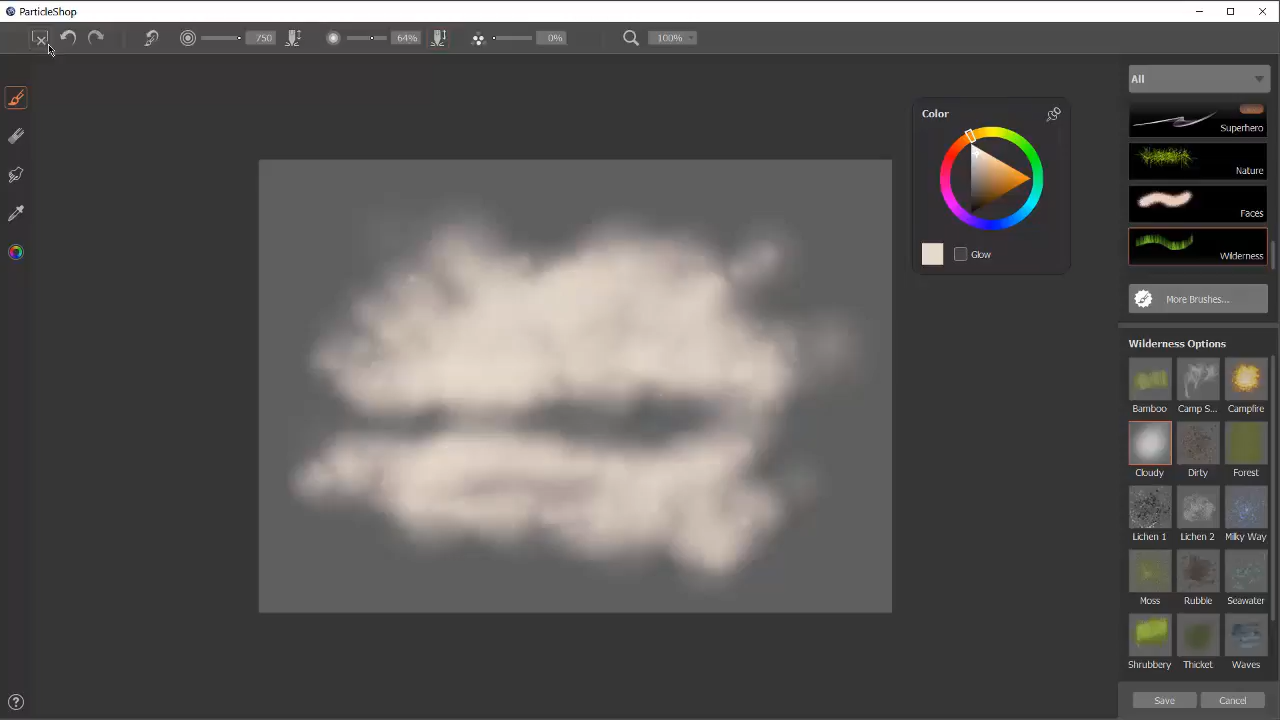 ParticleShop
750
64%
0%
100%
All
Superhero
Nature
Faces
Wilderness
More Brushes...
Color
Glow
Wilderness Options
Bamboo Camp S... Campfire
Cloudy Dirty Forest
Lichen 1 Lichen 2 Milky Way
Moss Rubble Seawater
Shrubbery Thicket Waves
Save Cancel